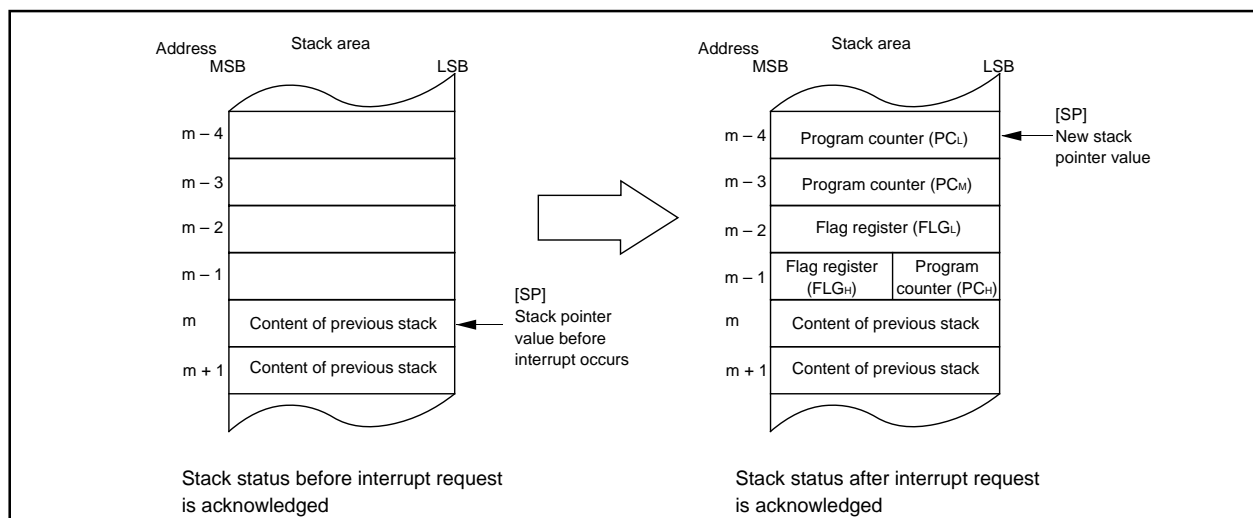 Address
Stack area
MSB
LSB
m – 4
m – 3
m – 2
m – 1
m
Content of previous stack
m + 1
Content of previous stack
[SP]
Stack pointer
value before
interrupt occurs
Stack status before interrupt request
is acknowledged
Address
Stack area
MSB
LSB
m – 4
Program counter (PCL)
m – 3
Program counter (PCM)
m – 2
Flag register (FLGL)
m – 1
Flag register
(FLGH)
Program
counter (PCH)
m
Content of previous stack
m + 1
Content of previous stack
[SP]
New stack
pointer value
Stack status after interrupt request
is acknowledged